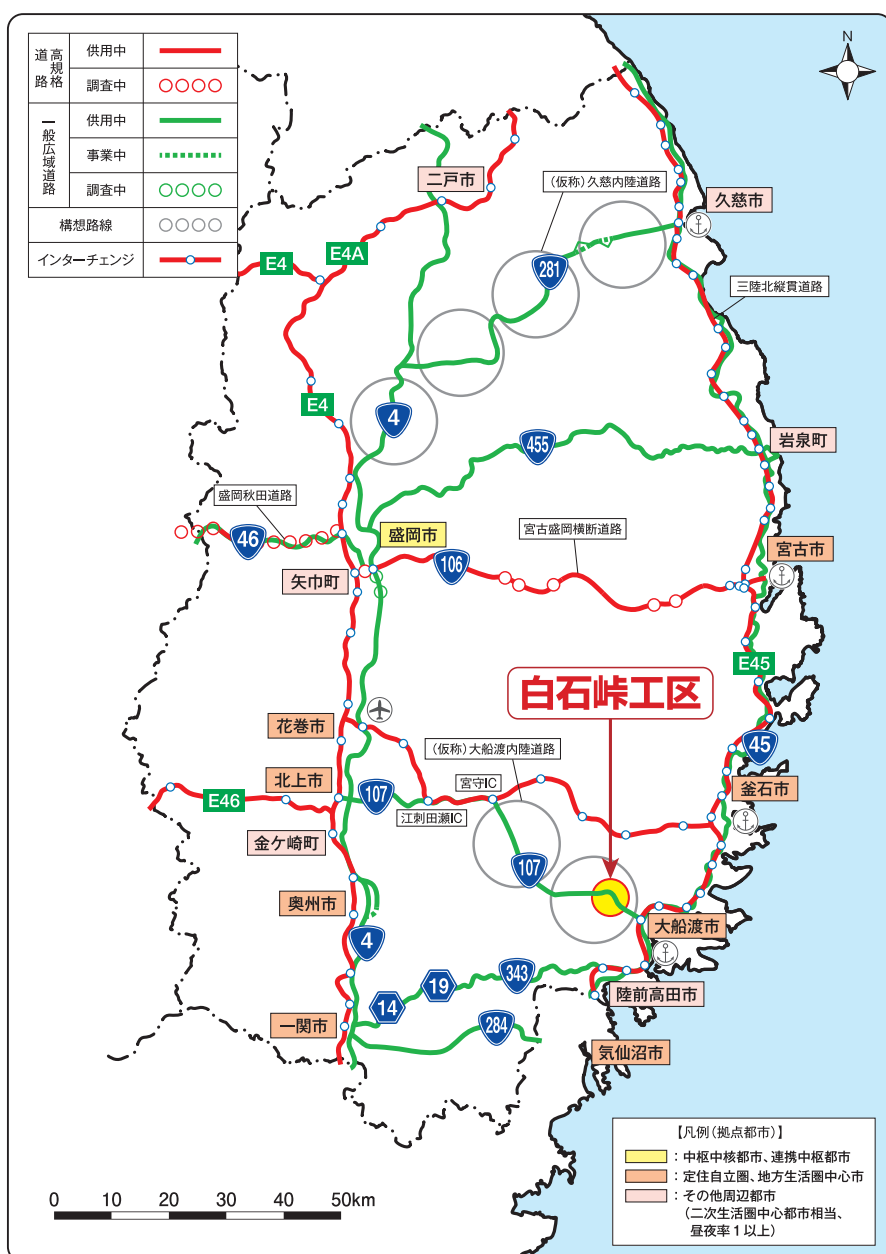 高規格道路
供用中
調査中
一般広域道路
供用中
事業中
調査中
構想路線
インターチェンジ
N
二戸市
(仮称)久慈内陸道路
久慈市
E4A
E4
281
三陸北縦貫道路
E4
4
455
岩泉町
盛岡秋田道路
46
盛岡市
宮古盛岡横断道路
宮古市
106
矢巾町
E45
白石峠工区
花巻市
(仮称)大船渡内陸道路
45
宮守IC
北上市
107
釜石市
E46
江刺田瀬IC
金ケ崎町
107
奥州市
大船渡市
4
343
19
14
陸前高田市
一関市
284
気仙沼市
【凡例(拠点都市)】
:中枢中核都市、連携中枢都市
:定住自立圏、地方生活圏中心市
:その他周辺都市
(二次生活圏中心都市相当、
昼夜率1以上)
0 10 20 30 40 50km